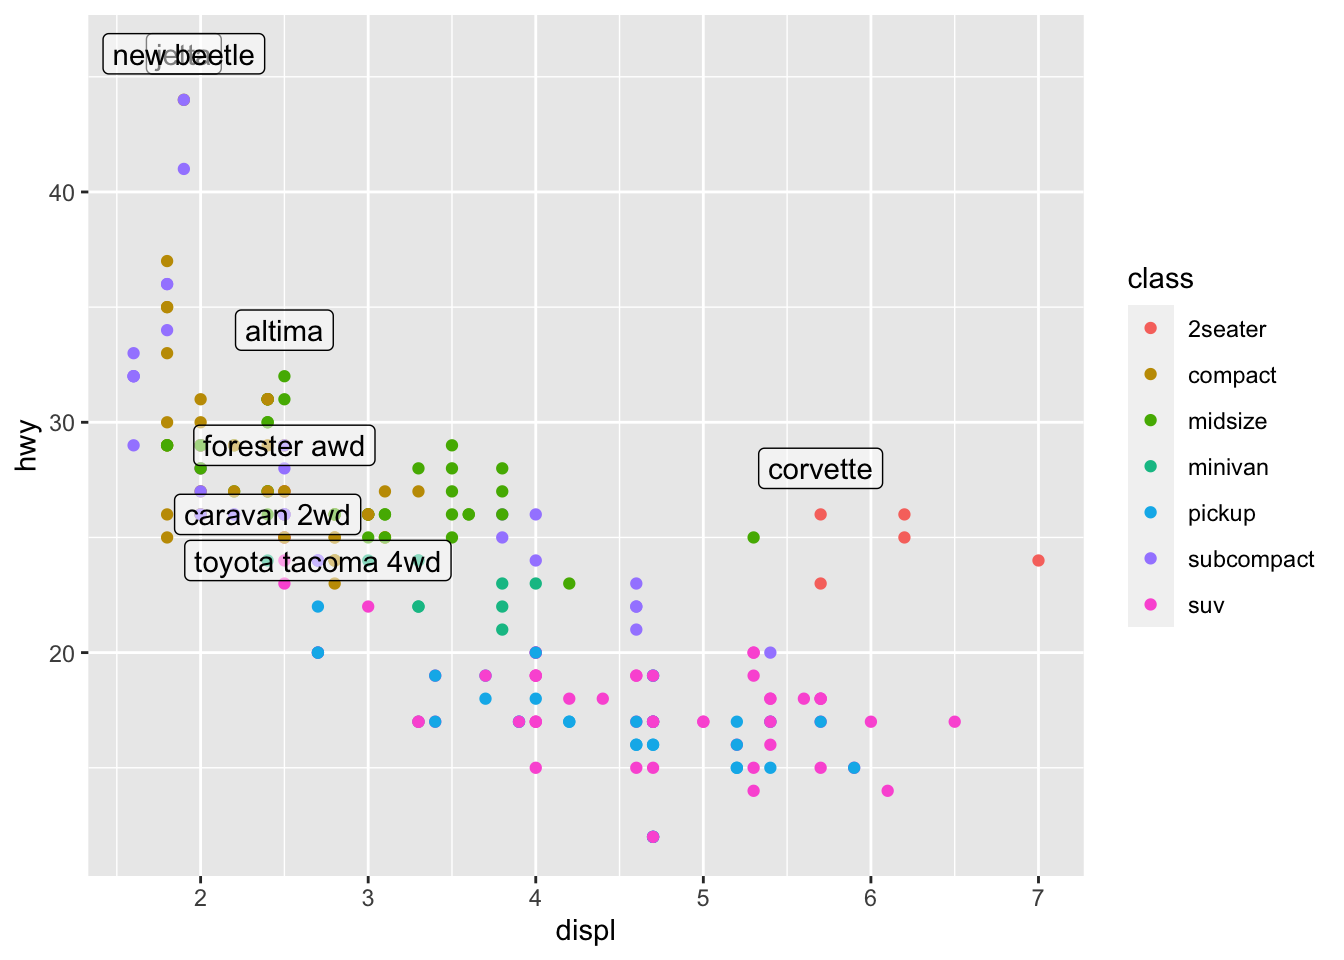 new beetle
jetta
40
altima
30
forester awd
corvette
caravan 2wd
toyota tacoma 4wd
20
hwy
2
3
4
5
6
7
displ
class
2seater
compact
midsize
minivan
pickup
subcompact
suv